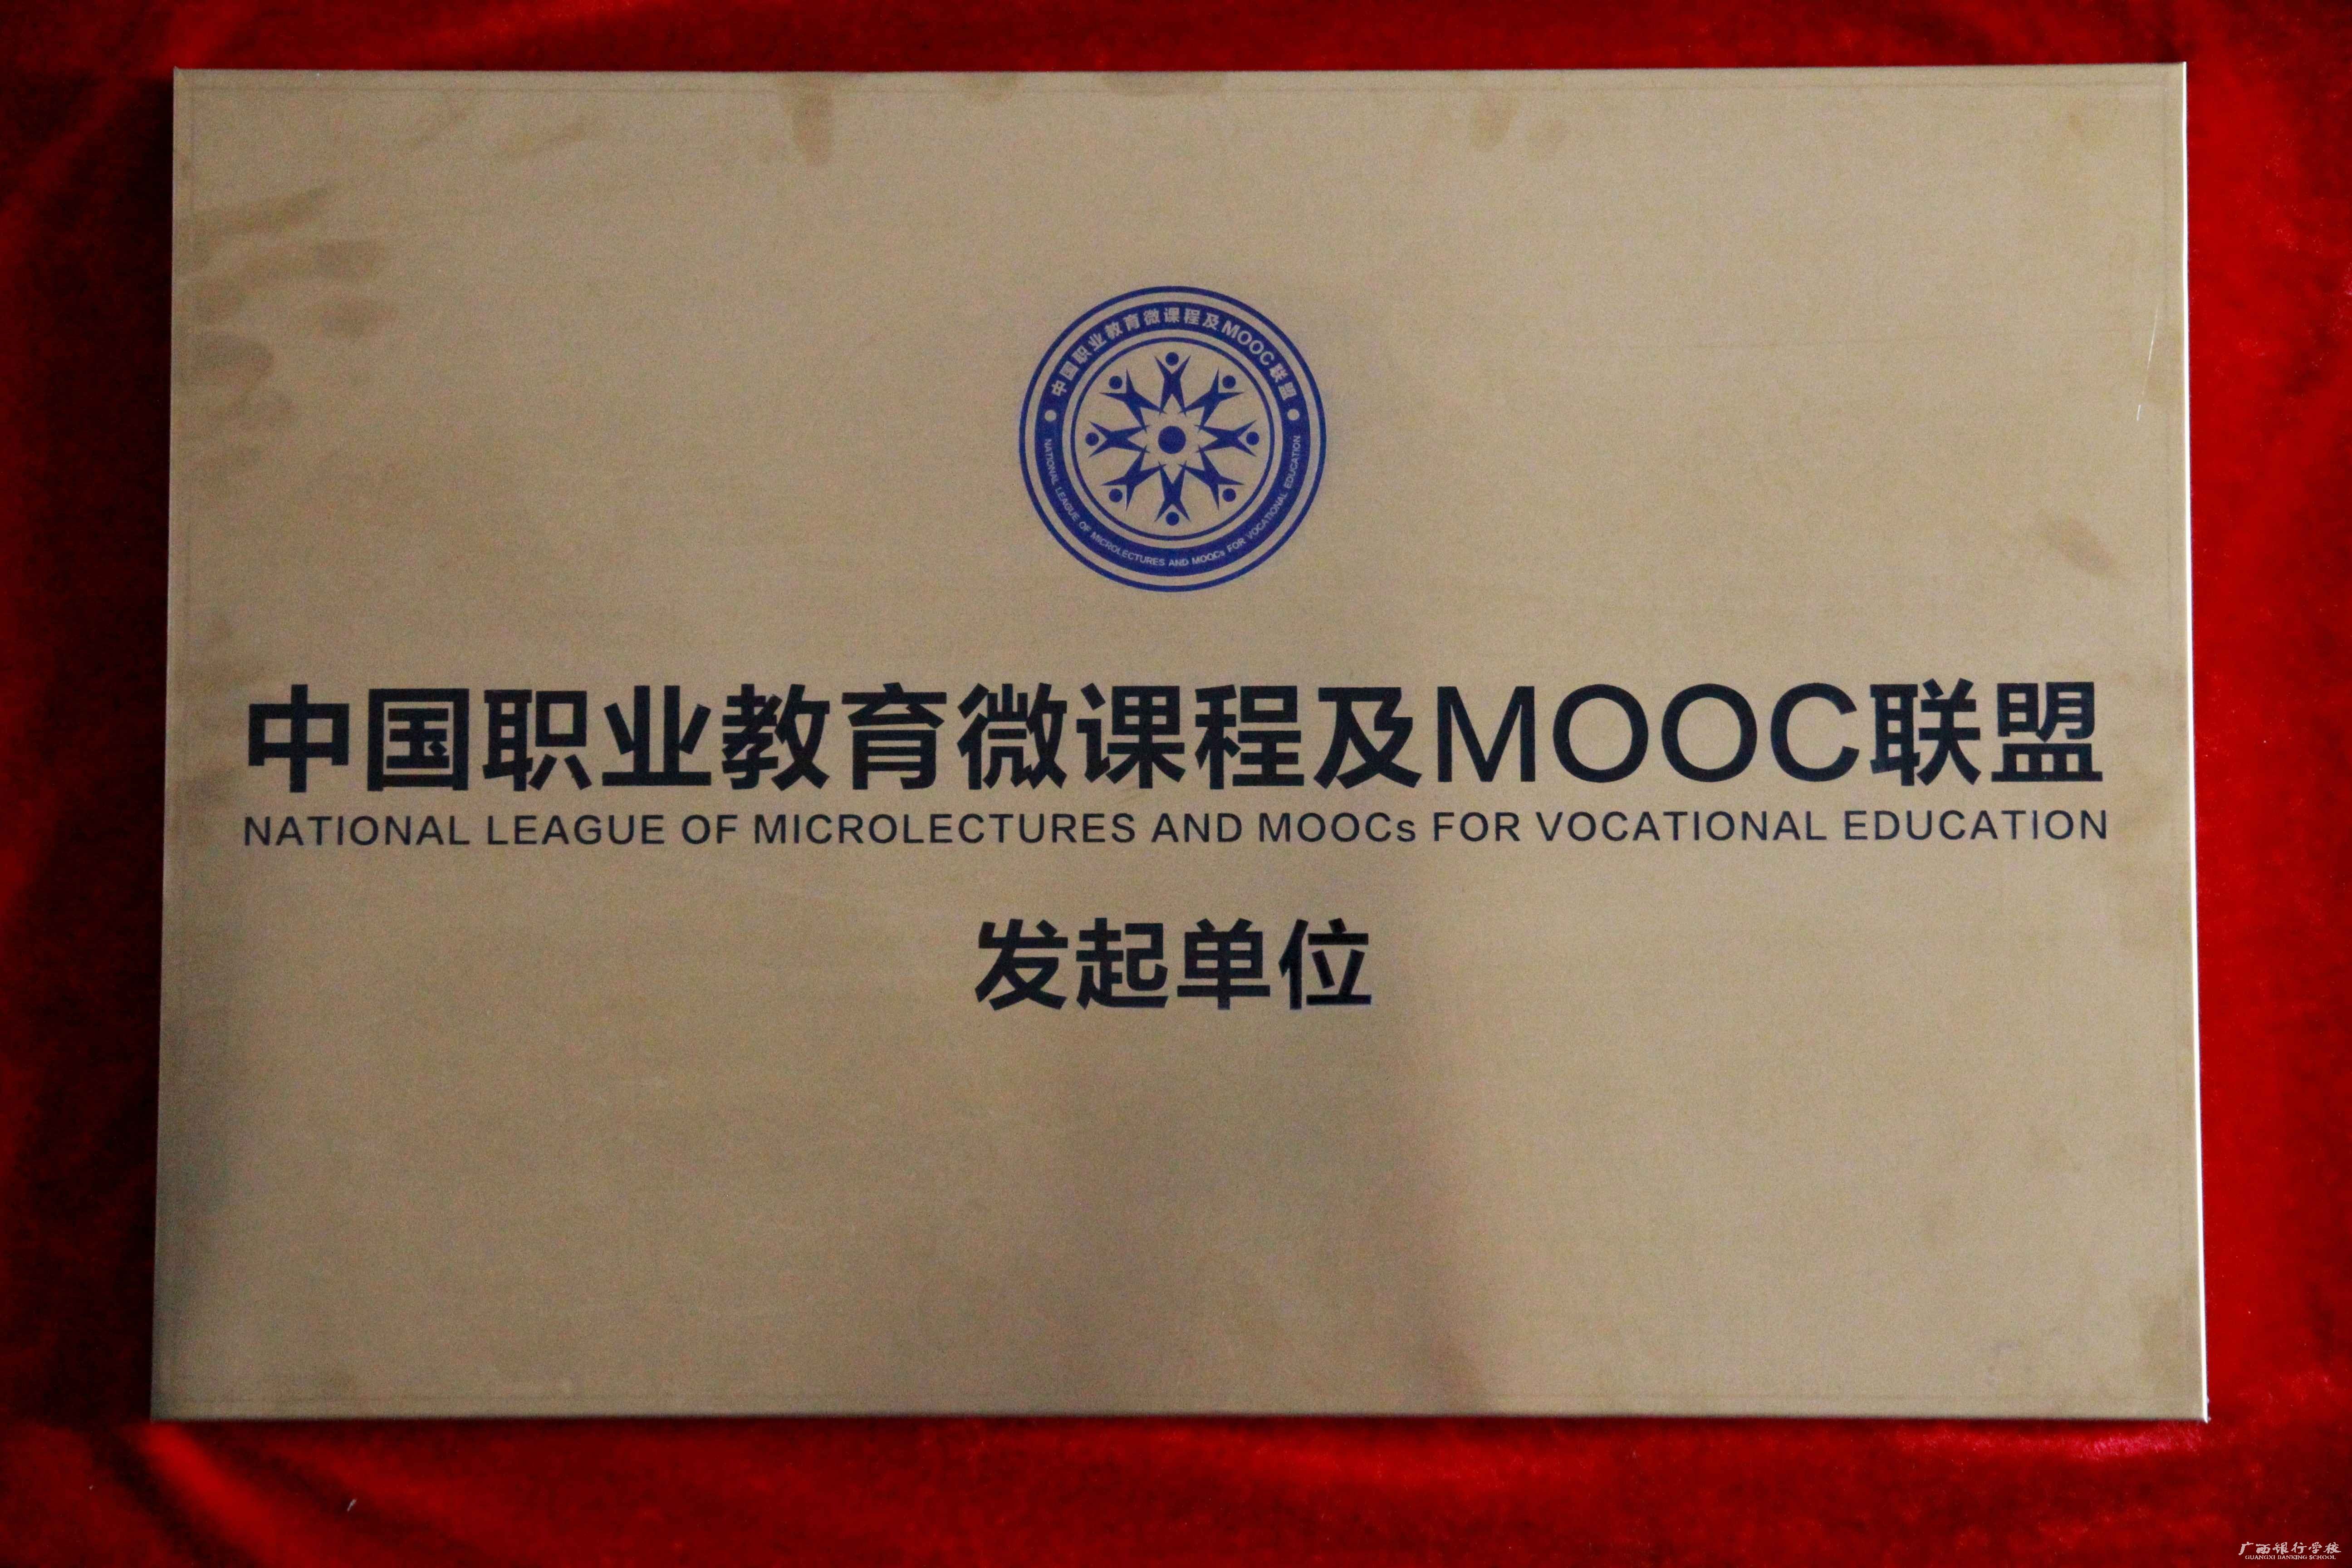 中国职业教育微课程及MOOC联盟
NATIONAL LEAGUE OF MICROLECTURES AND MOOCs FOR VOCATIONAL EDUCATION
中国职业教育微课程及MOOC联盟
NATIONAL LEAGUE OF MICROLECTURES AND MOOCs FOR VOCATIONAL EDUCATION
发起单位
广西银行学校
GUANGXI BANKING SCHOOL